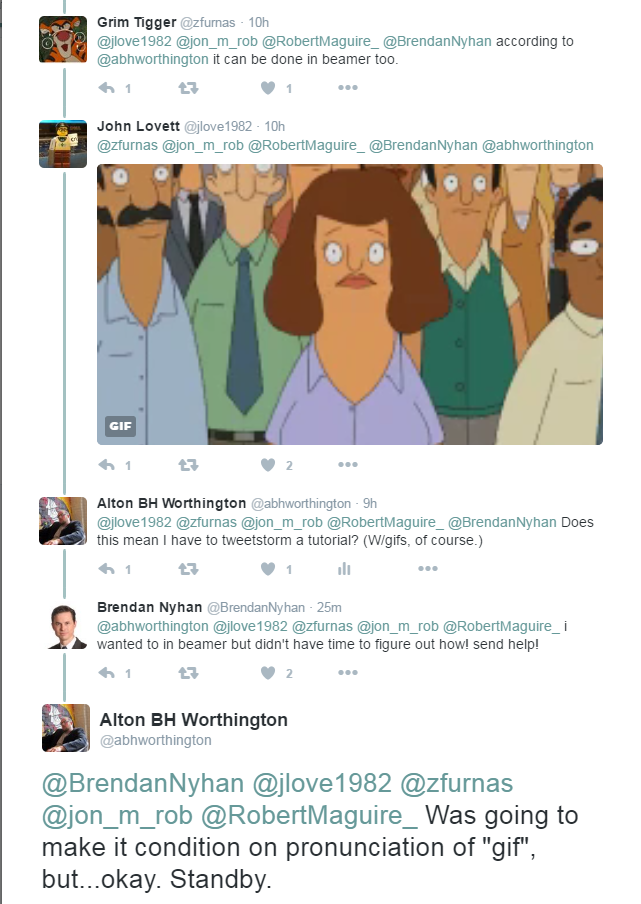 Grim Tigger @zfurnas · 10h
@jlove1982 @jon_m_rob @RobertMaguire_ @BrendanNyhan according to
@abhworthington it can be done in beamer too.
1 1
John Lovett @jlove1982 · 10h
@zfurnas @jon_m_rob @RobertMaguire_ @BrendanNyhan @abhworthington
GIF
1 2
Alton BH Worthington @abhworthington · 9h
@jlove1982 @zfurnas @jon_m_rob @RobertMaguire_ @BrendanNyhan Does
this mean I have to tweetstorm a tutorial? (W/gifs, of course.)
1 1
Brendan Nyhan @BrendanNyhan · 25m
@abhworthington @jlove1982 @zfurnas @jon_m_rob @RobertMaguire_ i
wanted to in beamer but didn't have time to figure out how! send help!
1 2
Alton BH Worthington
@abhworthington
@BrendanNyhan @jlove1982 @zfurnas
@jon_m_rob @RobertMaguire_ Was going to
make it condition on pronunciation of "gif",
but...okay. Standby.